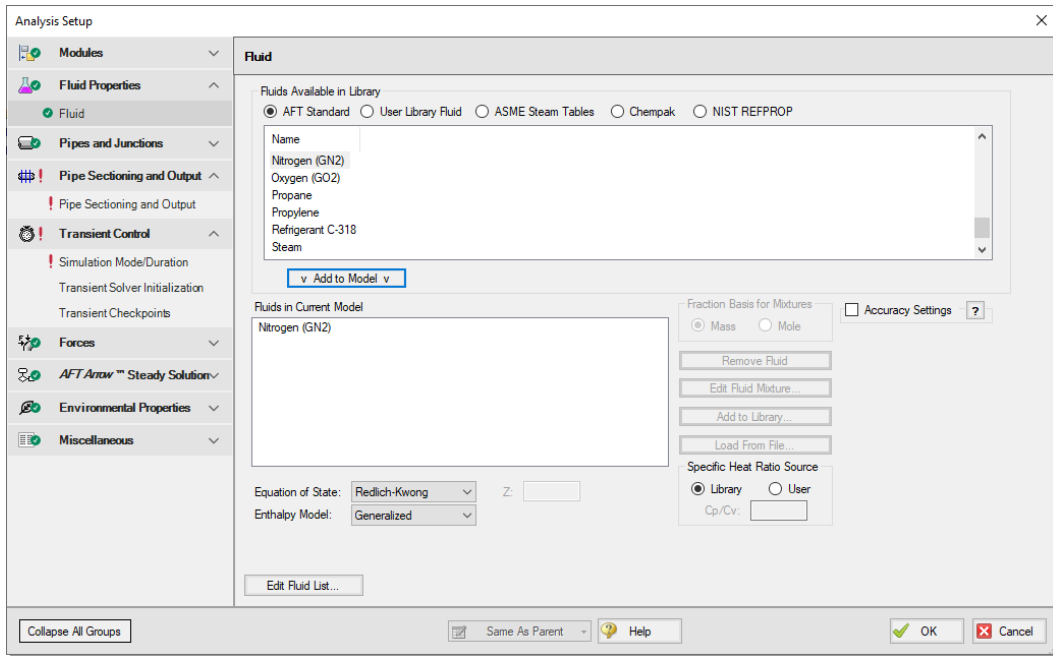 Analysis Setup
Modules
Fluid Properties
Fluid
Pipes and Junctions
Pipe Sectioning and Output
Pipe Sectioning and Output
Transient Control
Simulation Mode/Duration
Transient Solver Initialization
Transient Checkpoints
Forces
AFT Arrow ™ Steady Solution
Environmental Properties
Miscellaneous
Fluid
Fluids Available in Library
AFT Standard User Library Fluid ASME Steam Tables Chempak NIST REFPROP
Name
Nitrogen (GN2)
Oxygen (GO2)
Propane
Propylene
Refrigerant C-318
Steam
v Add to Model v
Fluids in Current Model
Nitrogen (GN2)
Fraction Basis for Mixtures
Mass Mole
Accuracy Settings ?
Remove Fluid
Edit Fluid Mixture...
Add to Library...
Load From File...
Specific Heat Ratio Source
Library User
Cp/Cv:
Equation of State: Redlich-Kwong Z:
Enthalpy Model: Generalized
Edit Fluid List...
Collapse All Groups Same As Parent Help OK Cancel